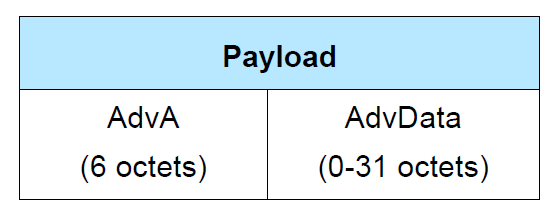 Payload
AdvA
(6 octets)
AdvData
(0-31 octets)